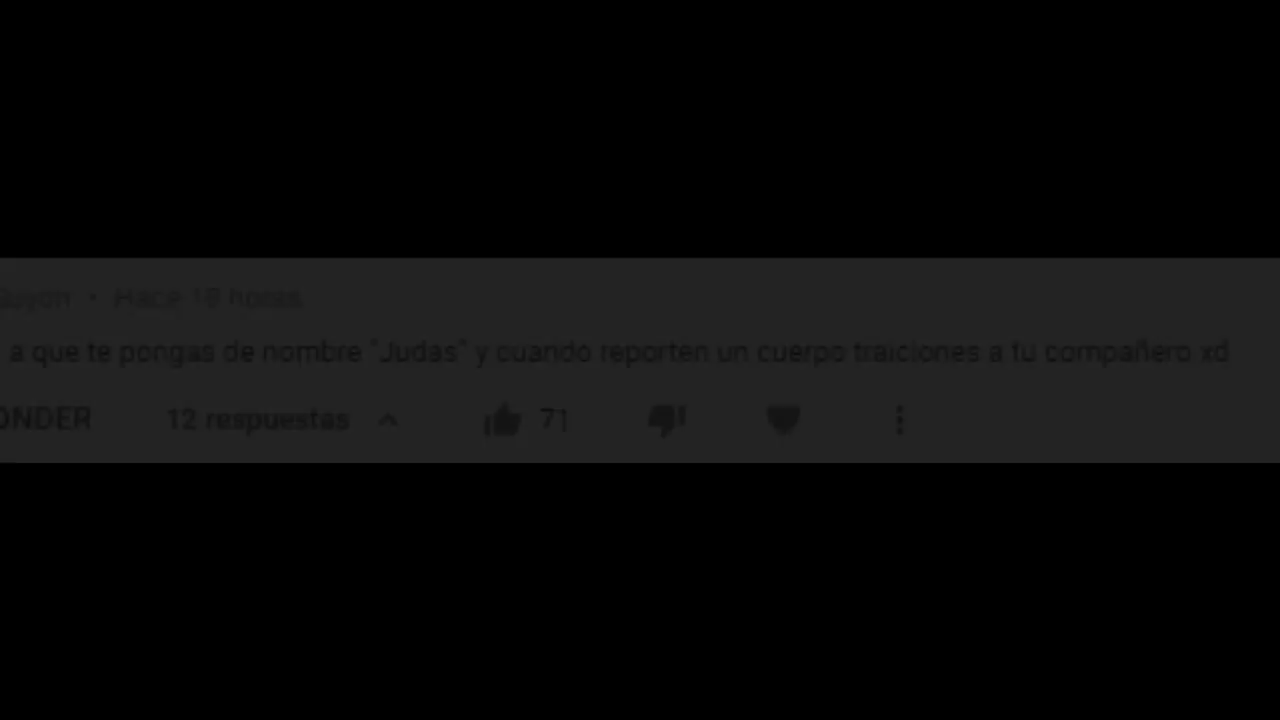 Hace 19 horas
a que te pongas de nombre "Judas" y cuando reporten un cuerpo traiciones a tu compañero xd
ONDER 12 respuestas 71